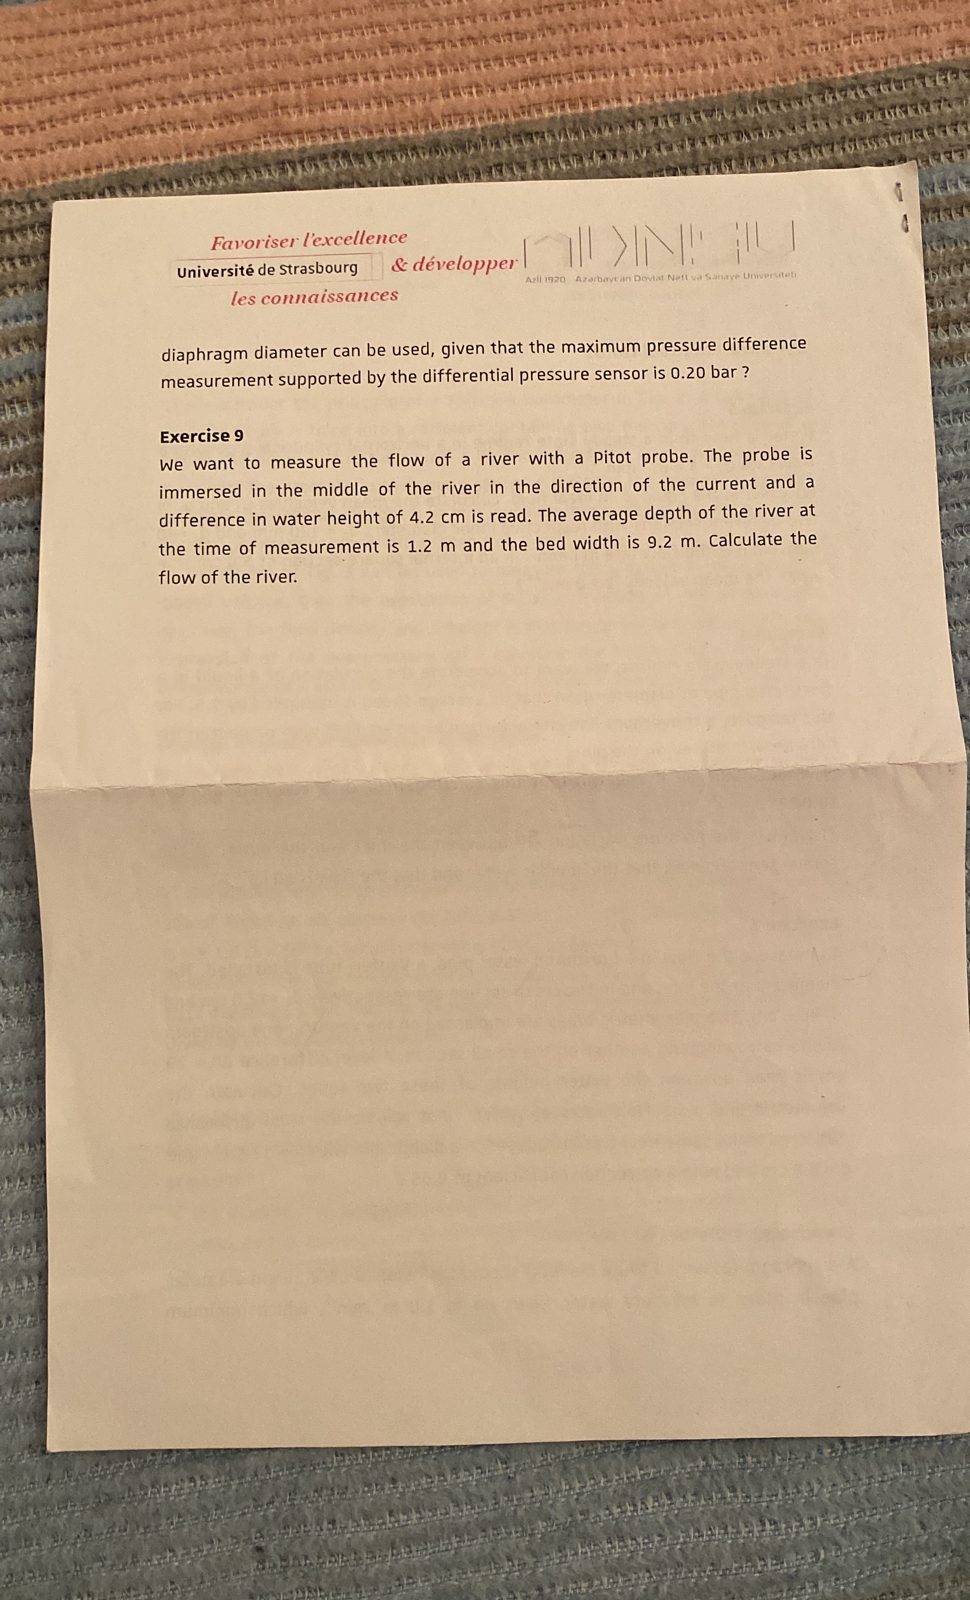 Favoriser l'excellence
Université de Strasbourg & développer
les connaissances
Azii 1920 Azərbaycan Dövlət Neft və Sənaye Universiteti
diaphragm diameter can be used, given that the maximum pressure difference
measurement supported by the differential pressure sensor is 0.20 bar ?
Exercise 9
We want to measure the flow of a river with a Pitot probe. The probe is
immersed in the middle of the river in the direction of the current and a
difference in water height of 4.2 cm is read. The average depth of the river at
the time of measurement is 1.2 m and the bed width is 9.2 m. Calculate the
flow of the river.